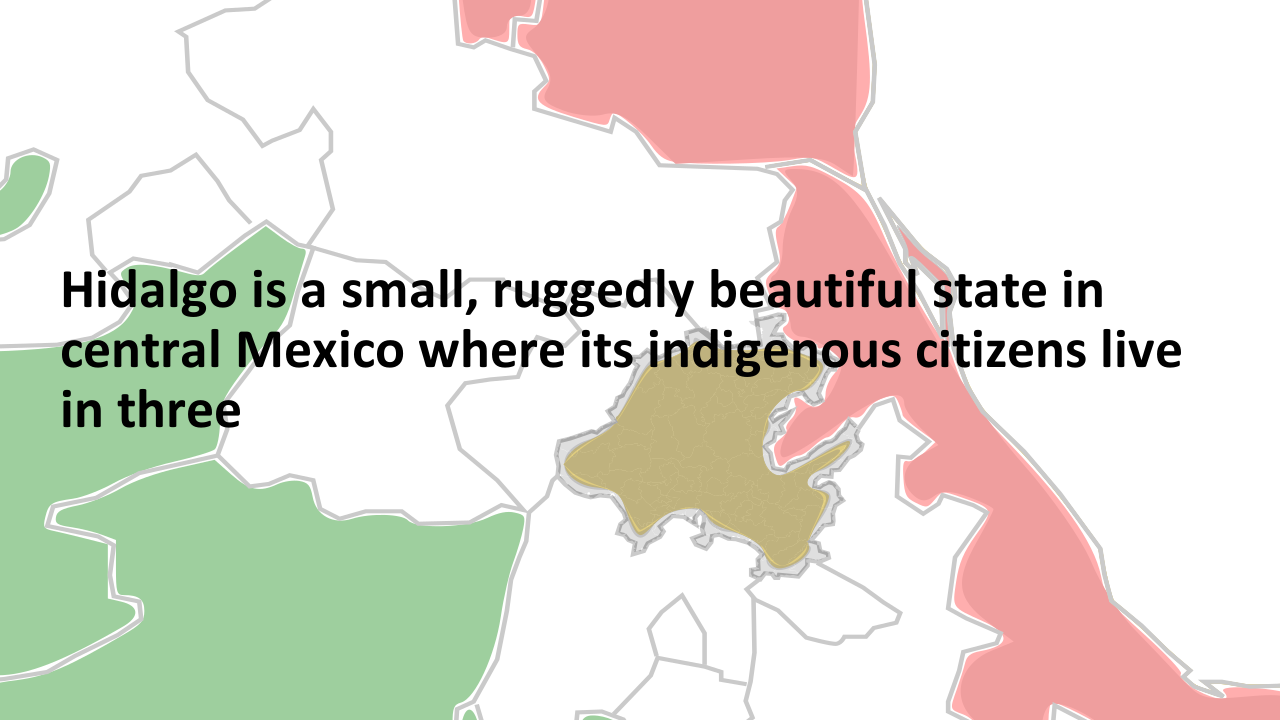 Hidalgo is a small, ruggedly beautiful state in
central Mexico where its indigenous citizens live
in three